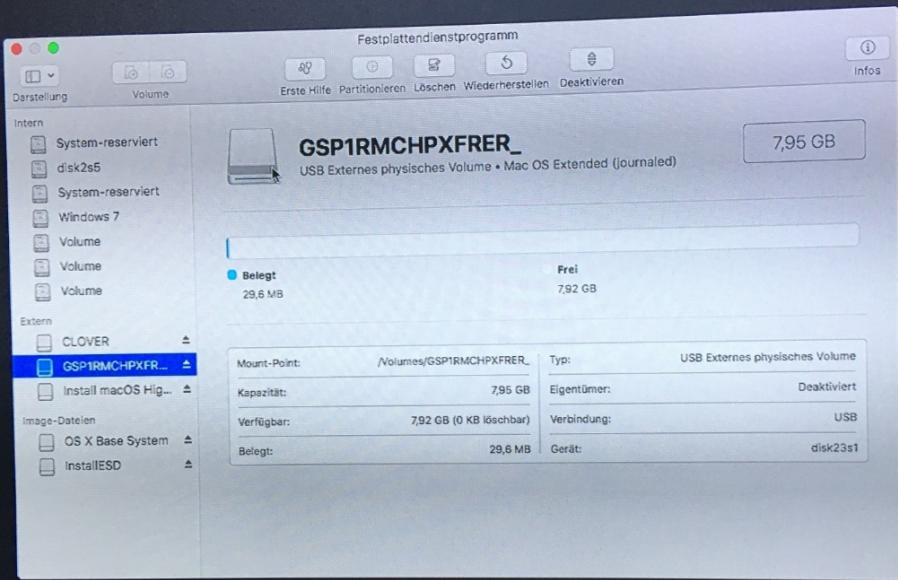 Festplattendienstprogramm
Darstellung
Volume
Erste Hilfe
Partitionieren
Löschen
Wiederherstellen
Deaktivieren
Infos
Intern
System-reserviert
disk2s5
System-reserviert
Windows 7
Volume
Volume
Volume
Extern
CLOVER
GSP1RMCHPXFR...
Install macOS Hig...
Image-Dateien
OS X Base System
InstallESD
GSP1RMCHPXFRER_
USB Externes physisches Volume • Mac OS Extended (journaled)
7,95 GB
Belegt
29,6 MB
Frei
7,92 GB
Mount-Point: /Volumes/GSP1RMCHPXFRER_
Kapazität: 7,95 GB
Verfügbar: 7,92 GB (0 KB löschbar)
Belegt: 29,6 MB
Typ: USB Externes physisches Volume
Eigentümer: Deaktiviert
Verbindung: USB
Gerät: disk23s1